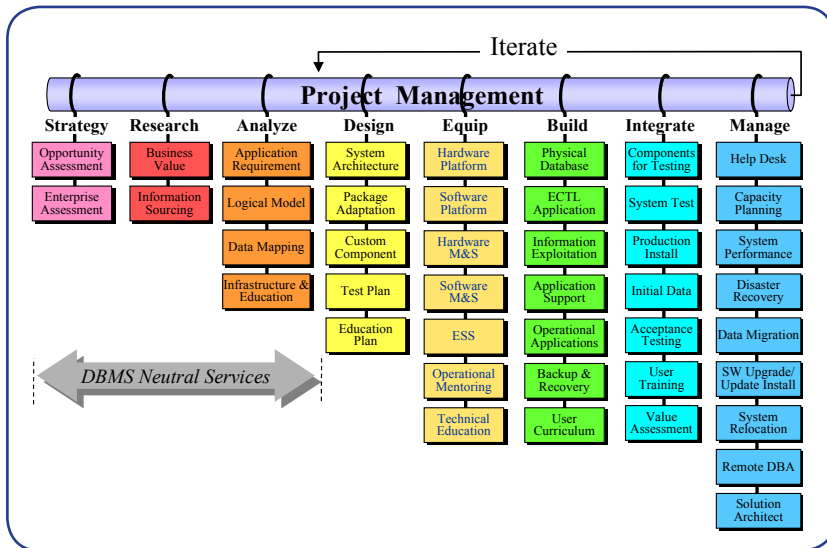 Iterate
Project Management
Strategy
Research
Analyze
Design
Equip
Build
Integrate
Manage
Opportunity
Assessment
Enterprise
Assessment
Business
Value
Information
Sourcing
Application
Requirement
Logical Model
Data Mapping
Infrastructure &
Education
System
Architecture
Package
Adaptation
Custom
Component
Test Plan
Education
Plan
Hardware
Platform
Software
Platform
Hardware
M&S
Software
M&S
ESS
Operational
Mentoring
Technical
Education
Physical
Database
ECTL
Application
Information
Exploitation
Application
Support
Operational
Applications
Backup &
Recovery
User
Curriculum
Components
for Testing
System Test
Production
Install
Initial Data
Acceptance
Testing
User
Training
Value
Assessment
Help Desk
Capacity
Planning
System
Performance
Disaster
Recovery
Data Migration
SW Upgrade/
Update Install
System
Relocation
Remote DBA
Solution
Architect
DBMS Neutral Services